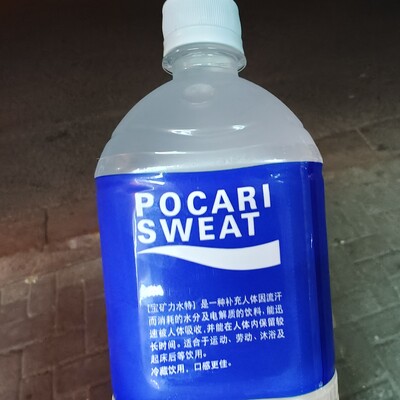 POCARI
SWEAT
[宝矿力水特] 是一种补充人体因流汗
而消耗的水分及电解质的饮料, 能迅
速被人体吸收, 并能在人体内保留较
长时间。适合于运动、劳动、沐浴及
起床后等饮用。
冷藏饮用, 口感更佳。